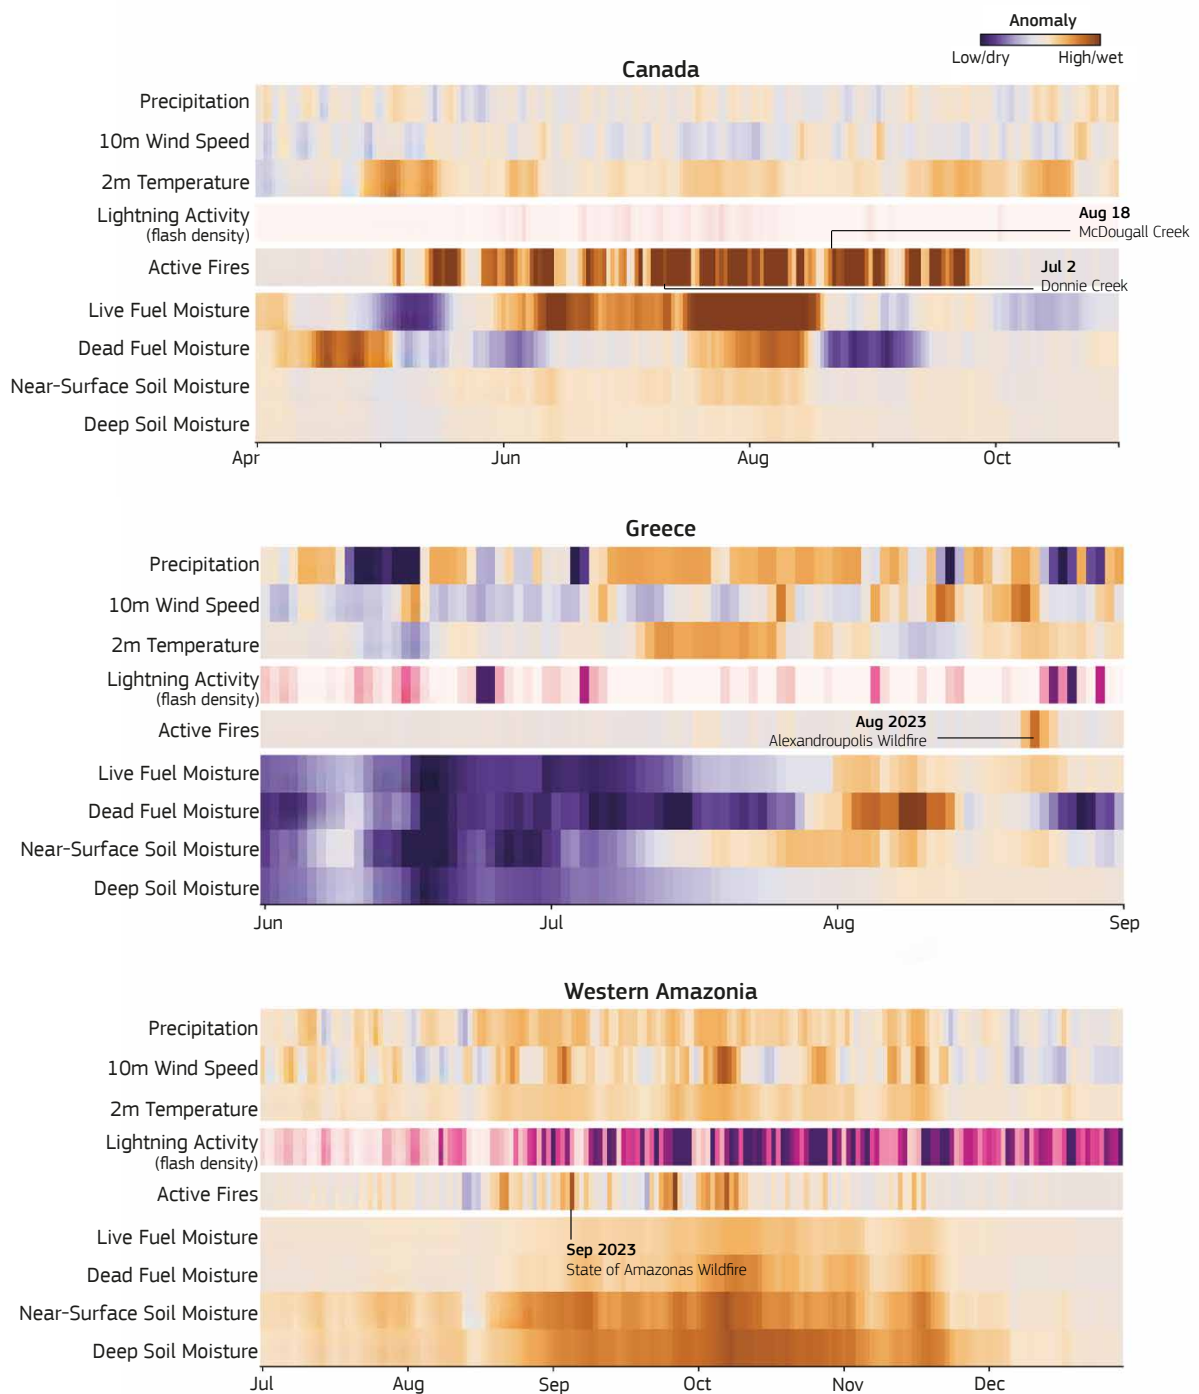 Anomaly
Low/dry High/wet
Canada
Precipitation
10m Wind Speed
2m Temperature
Lightning Activity
(flash density)
Aug 18
McDougall Creek
Active Fires
Jul 2
Donnie Creek
Live Fuel Moisture
Dead Fuel Moisture
Near-Surface Soil Moisture
Deep Soil Moisture
Apr Jun Aug Oct
Greece
Precipitation
10m Wind Speed
2m Temperature
Lightning Activity
(flash density)
Active Fires
Aug 2023
Alexandroupolis Wildfire
Live Fuel Moisture
Dead Fuel Moisture
Near-Surface Soil Moisture
Deep Soil Moisture
Jun Jul Aug Sep
Western Amazonia
Precipitation
10m Wind Speed
2m Temperature
Lightning Activity
(flash density)
Active Fires
Live Fuel Moisture
Sep 2023
State of Amazonas Wildfire
Dead Fuel Moisture
Near-Surface Soil Moisture
Deep Soil Moisture
Jul Aug Sep Oct Nov Dec